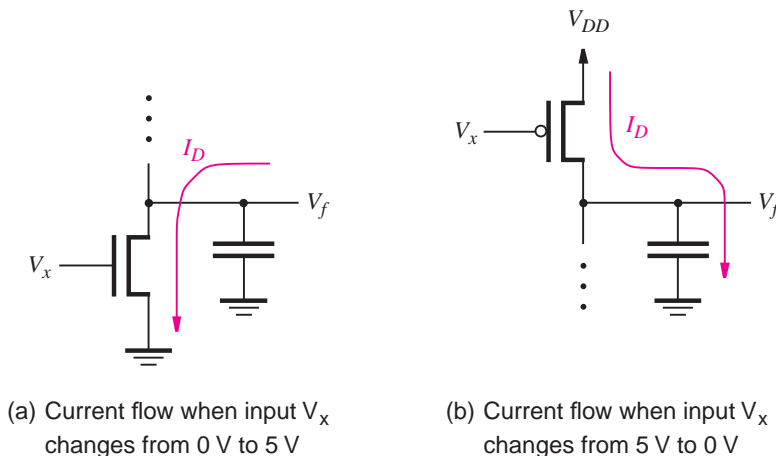 I_D
V_x
V_f
(a) Current flow when input V_x
changes from 0 V to 5 V
V_DD
V_x
I_D
V_f
(b) Current flow when input V_x
changes from 5 V to 0 V